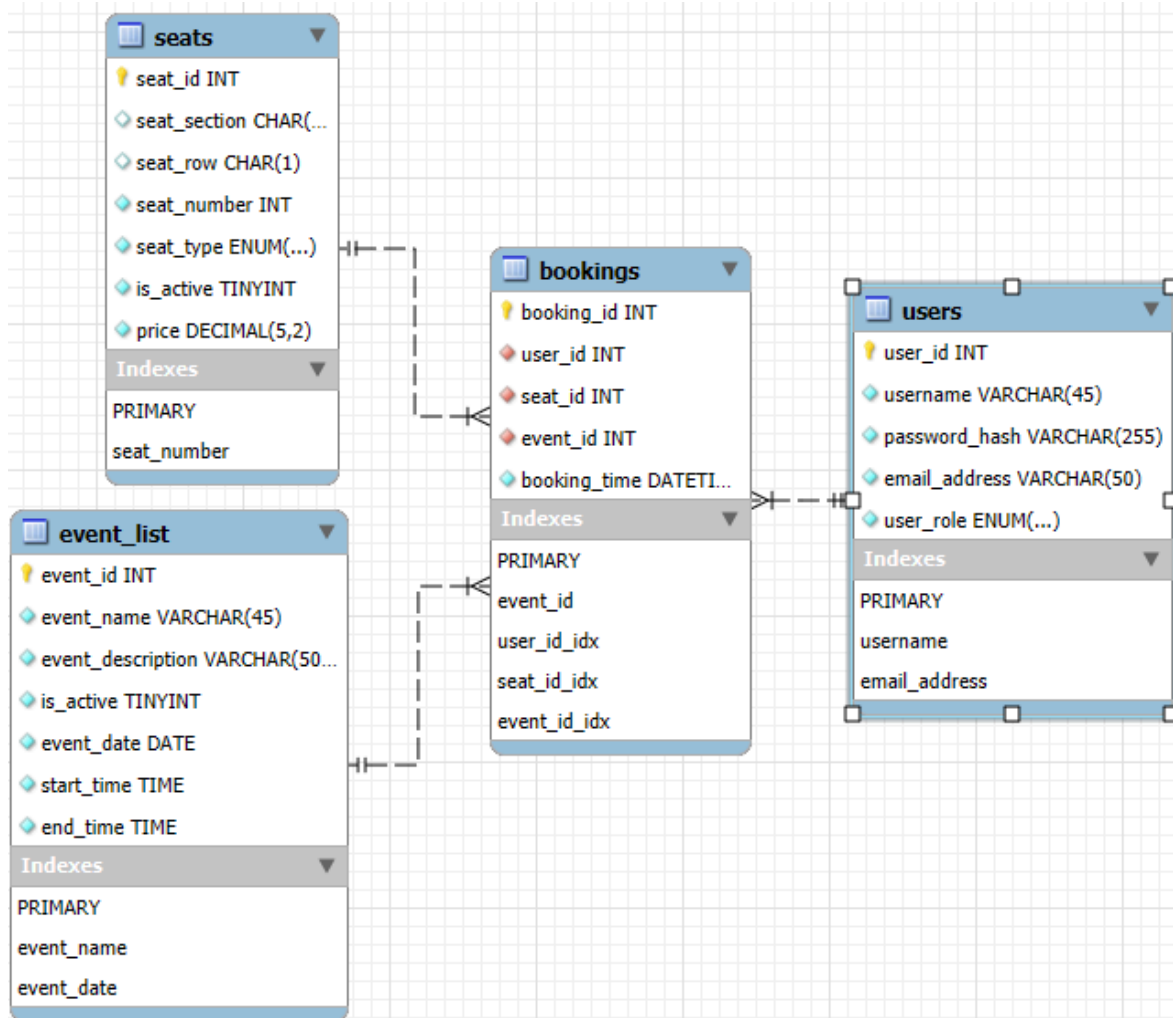 seats
seat_id INT
seat_section CHAR(...
seat_row CHAR(1)
seat_number INT
seat_type ENUM(...)
is_active TINYINT
price DECIMAL(5,2)
Indexes
PRIMARY
seat_number
event_list
event_id INT
event_name VARCHAR(45)
event_description VARCHAR(50...
is_active TINYINT
event_date DATE
start_time TIME
end_time TIME
Indexes
PRIMARY
event_name
event_date
bookings
booking_id INT
user_id INT
seat_id INT
event_id INT
booking_time DATETI...
Indexes
PRIMARY
event_id
user_id_idx
seat_id_idx
event_id_idx
users
user_id INT
username VARCHAR(45)
password_hash VARCHAR(255)
email_address VARCHAR(50)
user_role ENUM(...)
Indexes
PRIMARY
username
email_address